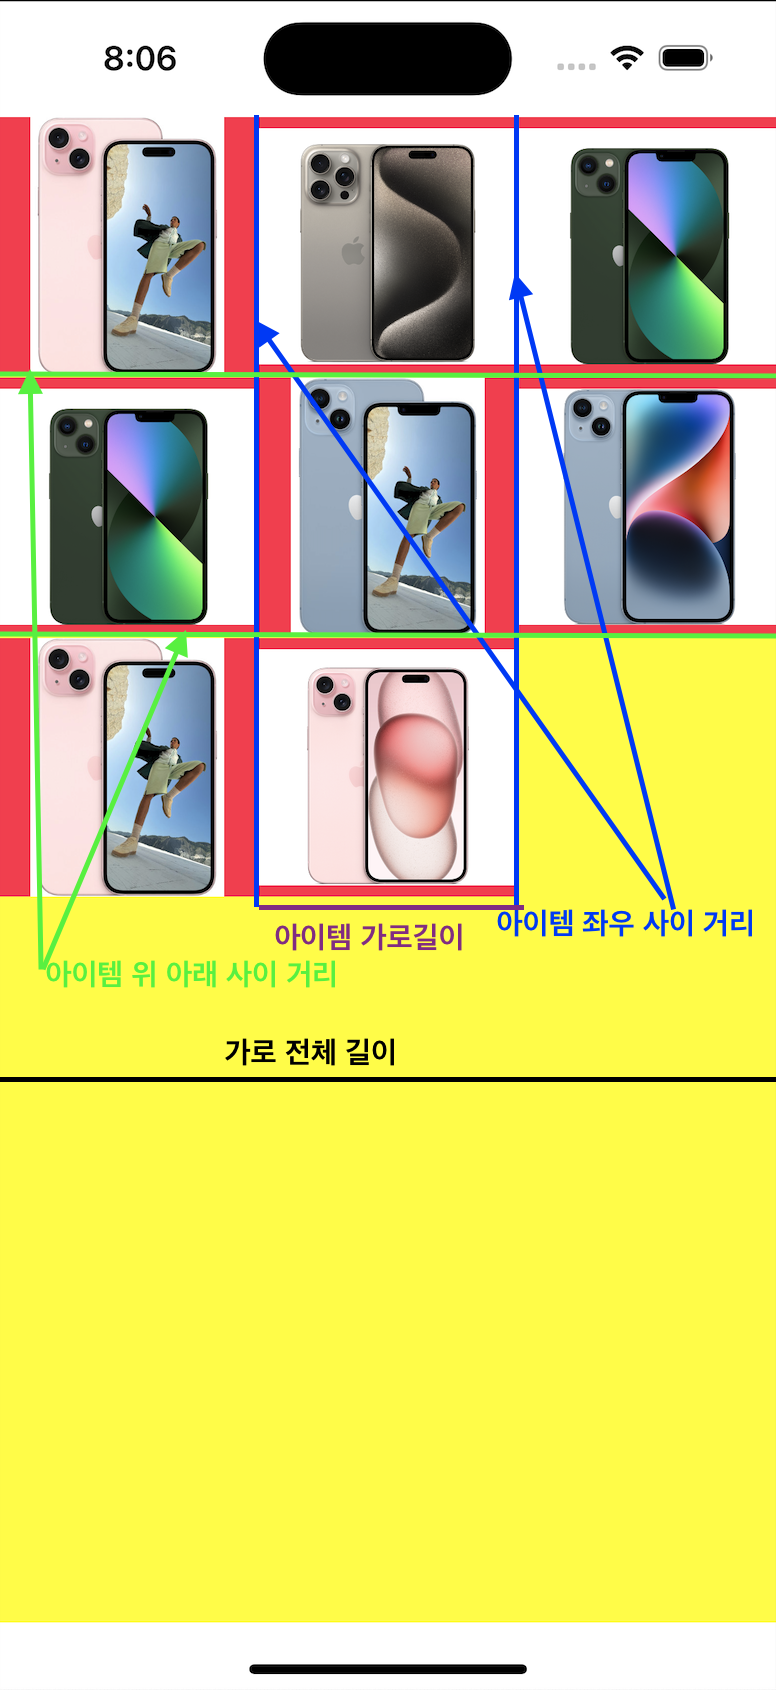 8:06
아이템 가로길이
아이템 좌우 사이 거리
아이템 위 아래 사이 거리
가로 전체 길이